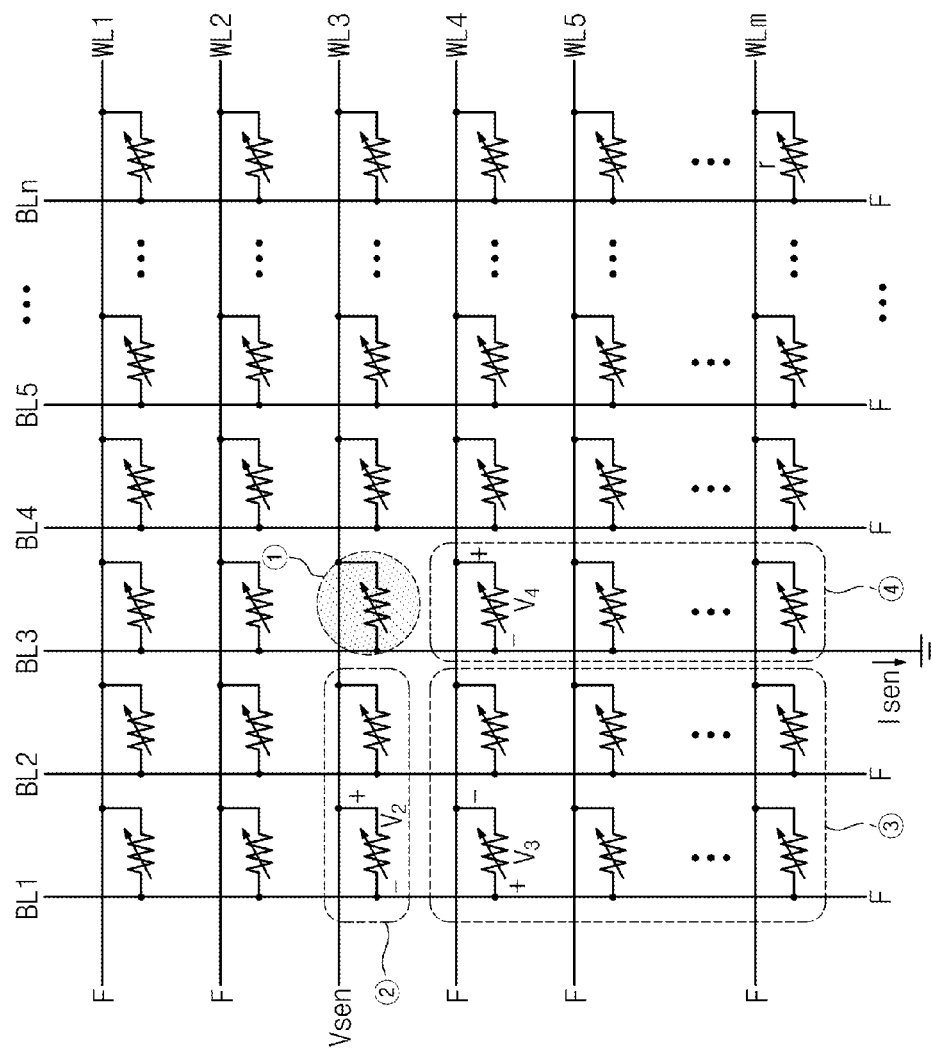 WL1
WL2
WL3
WL4
WL5
WLm
BLn
BL5
BL4
BL3
BL2
BL1
①
②
③
④
+
V2
−
−
V3
+
+
V4
−
r
F
F
Vsen
F
F
F
F
F
Isen
F
F
F
F